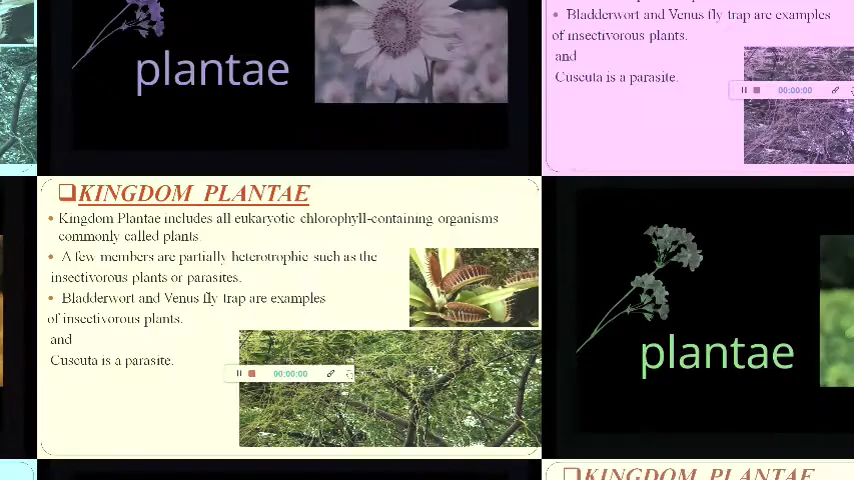 plantae
Bladderwort and Venus fly trap are examples
of insectivorous plants.
and
Cuscuta is a parasite.
00:00:00
KINGDOM PLANTAE
Kingdom Plantae includes all eukaryotic chlorophyll-containing organisms
commonly called plants.
A few members are partially heterotrophic such as the
insectivorous plants or parasites.
Bladderwort and Venus fly trap are examples
of insectivorous plants.
and
Cuscuta is a parasite.
00:00:00
plantae
KINGDOM PLANTAE